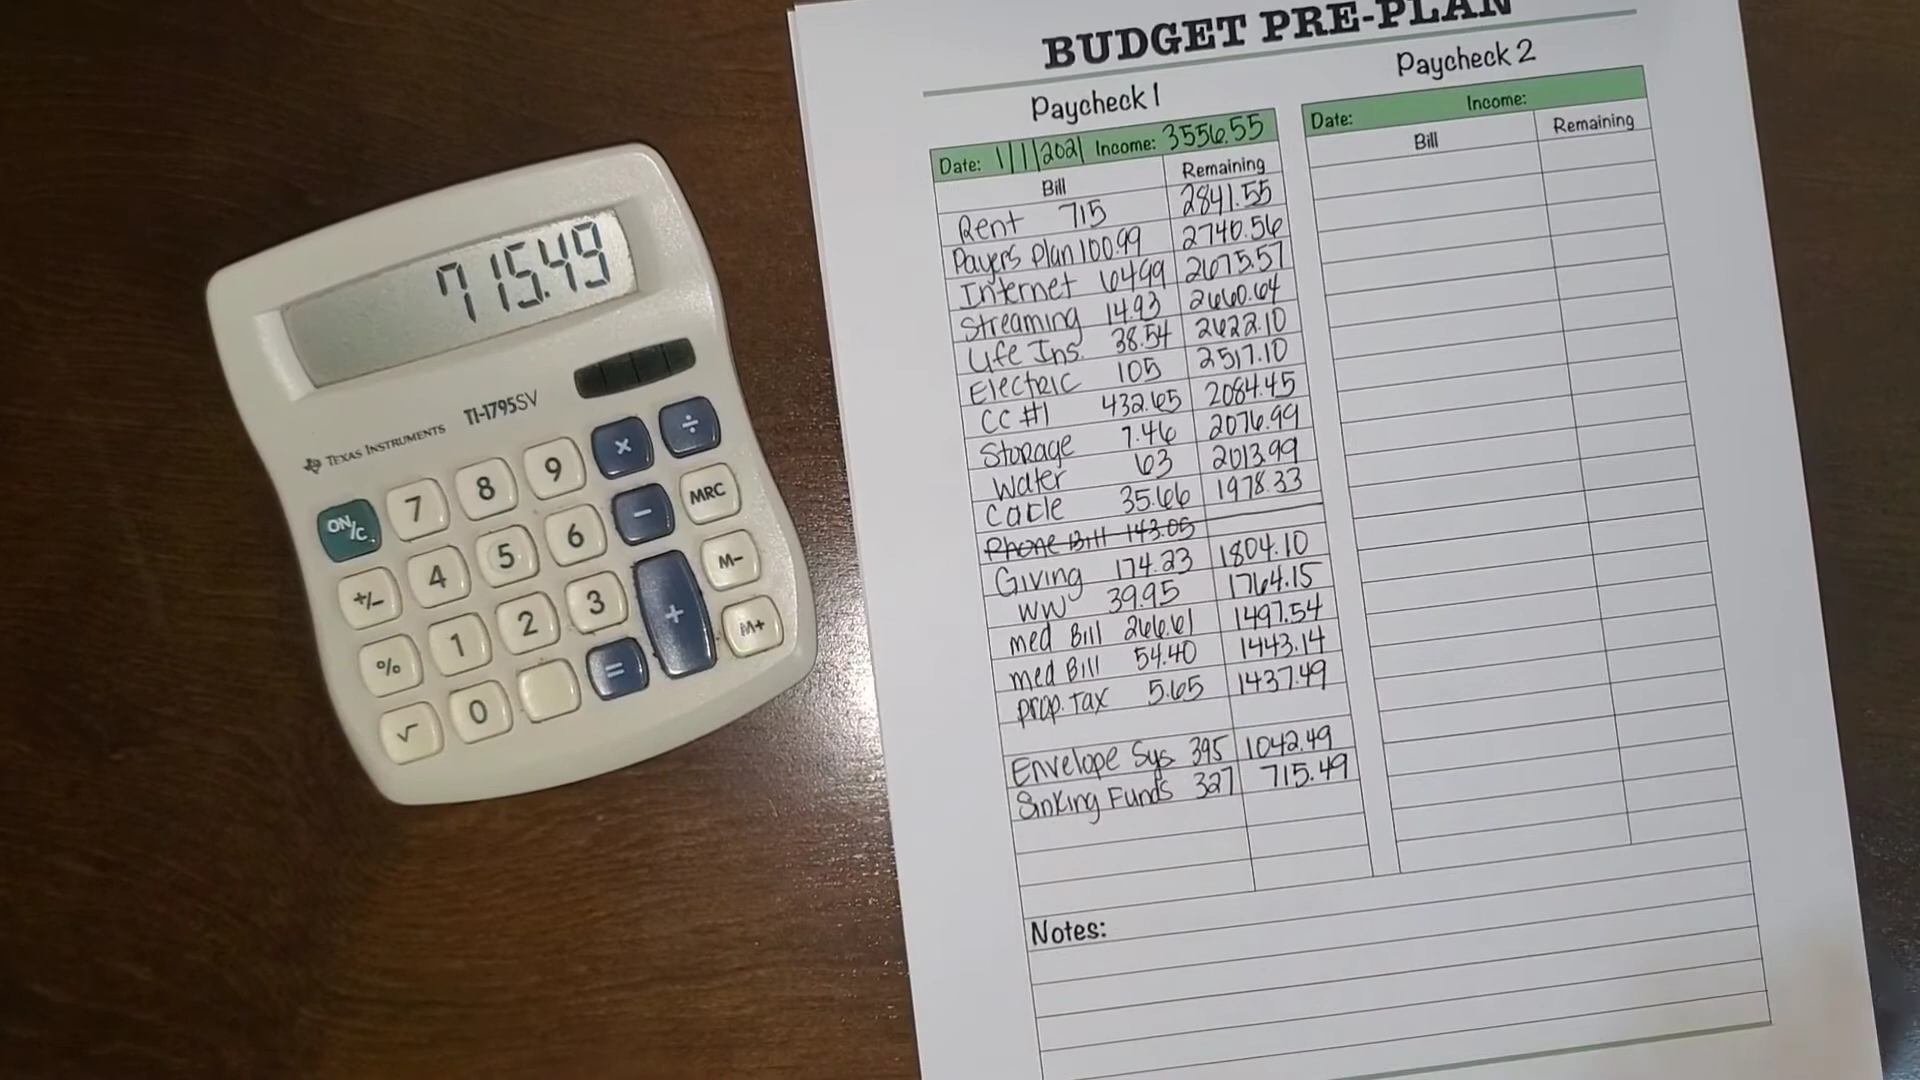 BUDGET PRE-PLAN
Paycheck 1
Date: 1/1/2021 Income: 3556.55
Bill Remaining
Rent 715 2841.55
Payers Plan 100.99 2740.56
Internet 64.99 2675.57
Streaming 14.93 2660.64
Life Ins. 38.54 2622.10
Electric 105 2517.10
CC #1 432.65 2084.45
Storage 7.46 2076.99
Water 63 2013.99
Cacle 35.66 1978.33
Phone Bill 143.05
Giving 174.23 1804.10
WW 39.95 1764.15
med Bill 266.61 1497.54
med Bill 54.40 1443.14
prop. tax 5.65 1437.49
Envelope Sys 395 1042.49
Sinking Funds 327 715.49
Paycheck 2
Date: Income:
Bill Remaining
Notes:
715.49
TEXAS INSTRUMENTS TI-1795SV
ON/C 7 8 9 × ÷
+/- 4 5 6 − MRC
% 1 2 3 + M-
√ 0 = M+